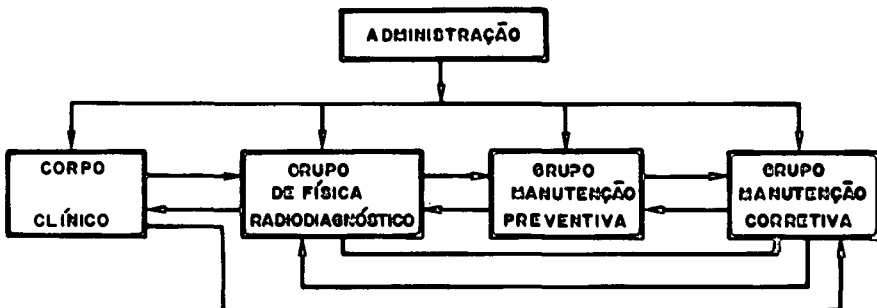 ADMINISTRAÇÃO
CORPO
CLÍNICO
GRUPO
DE FÍSICA
RADIODIAGNÓSTICO
GRUPO
MANUTENÇÃO
PREVENTIVA
GRUPO
MANUTENÇÃO
CORRETIVA